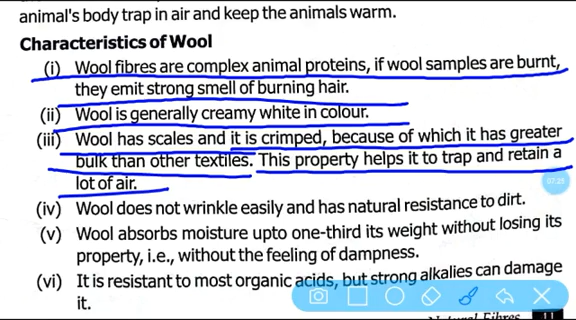 animal's body trap in air and keep the animals warm.
Characteristics of Wool
(i) Wool fibres are complex animal proteins, if wool samples are burnt,
they emit strong smell of burning hair.
(ii) Wool is generally creamy white in colour.
(iii) Wool has scales and it is crimped, because of which it has greater
bulk than other textiles. This property helps it to trap and retain a
lot of air.
07:23
(iv) Wool does not wrinkle easily and has natural resistance to dirt.
(v) Wool absorbs moisture upto one-third its weight without losing its
property, i.e., without the feeling of dampness.
(vi) It is resistant to most organic acids, but strong alkalies can damage
it.
Fibres 11